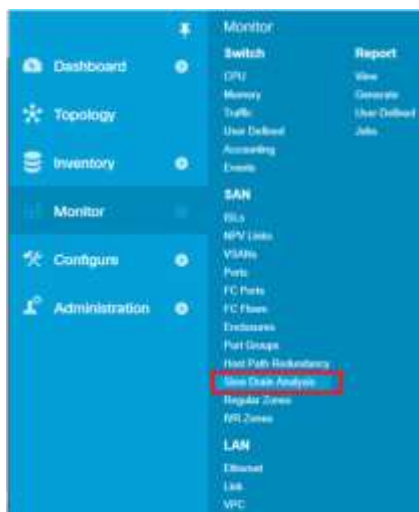 Monitor
Switch
CPU
Memory
Traffic
User Defined
Accounting
Events
SAN
ISLs
NPV Links
VSANs
Ports
FC Ports
FC Flows
Enclosures
Port Groups
Host Path Redundancy
Slow Drain Analysis
Regular Zones
IVR Zones
LAN
Ethernet
Link
VPC
Report
View
Generate
User Defined
Jobs
Dashboard
Topology
Inventory
Monitor
Configure
Administration